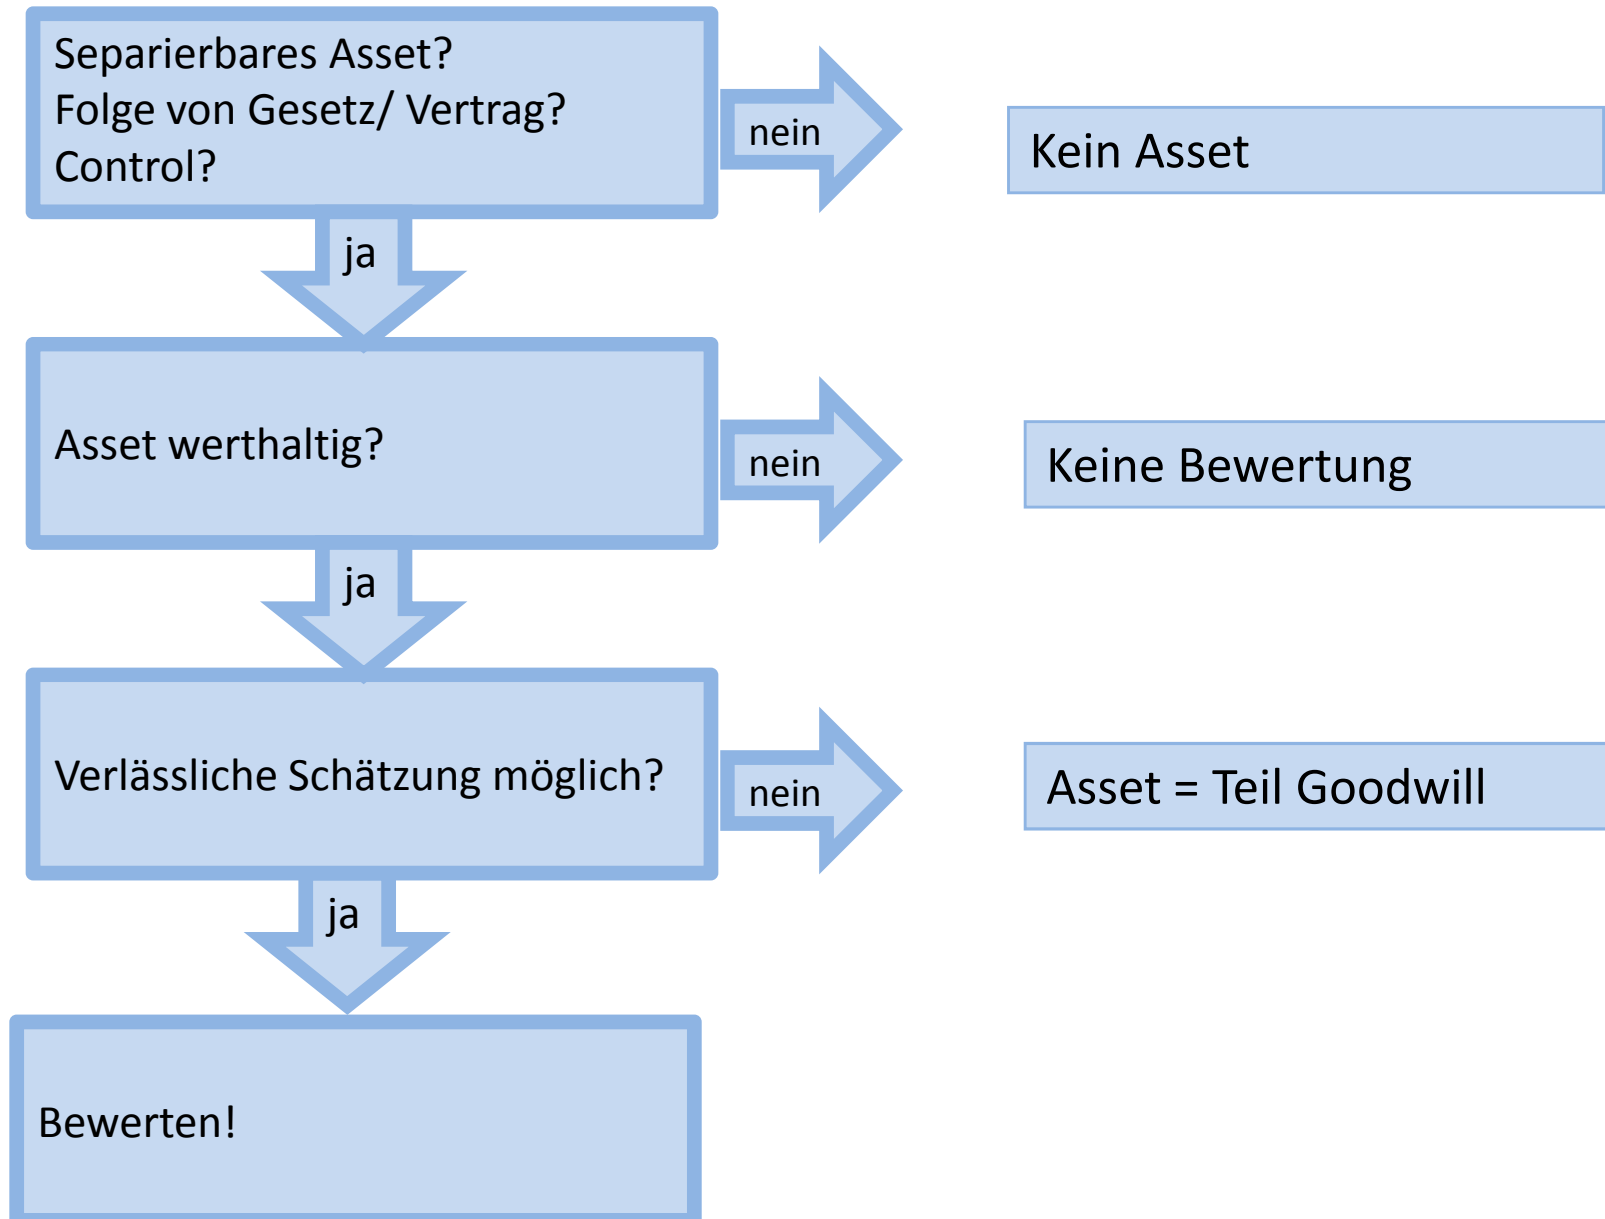 Separierbares Asset?
Folge von Gesetz/ Vertrag?
Control?
nein
Kein Asset
ja
Asset werthaltig?
nein
Keine Bewertung
ja
Verlässliche Schätzung möglich?
nein
Asset = Teil Goodwill
ja
Bewerten!